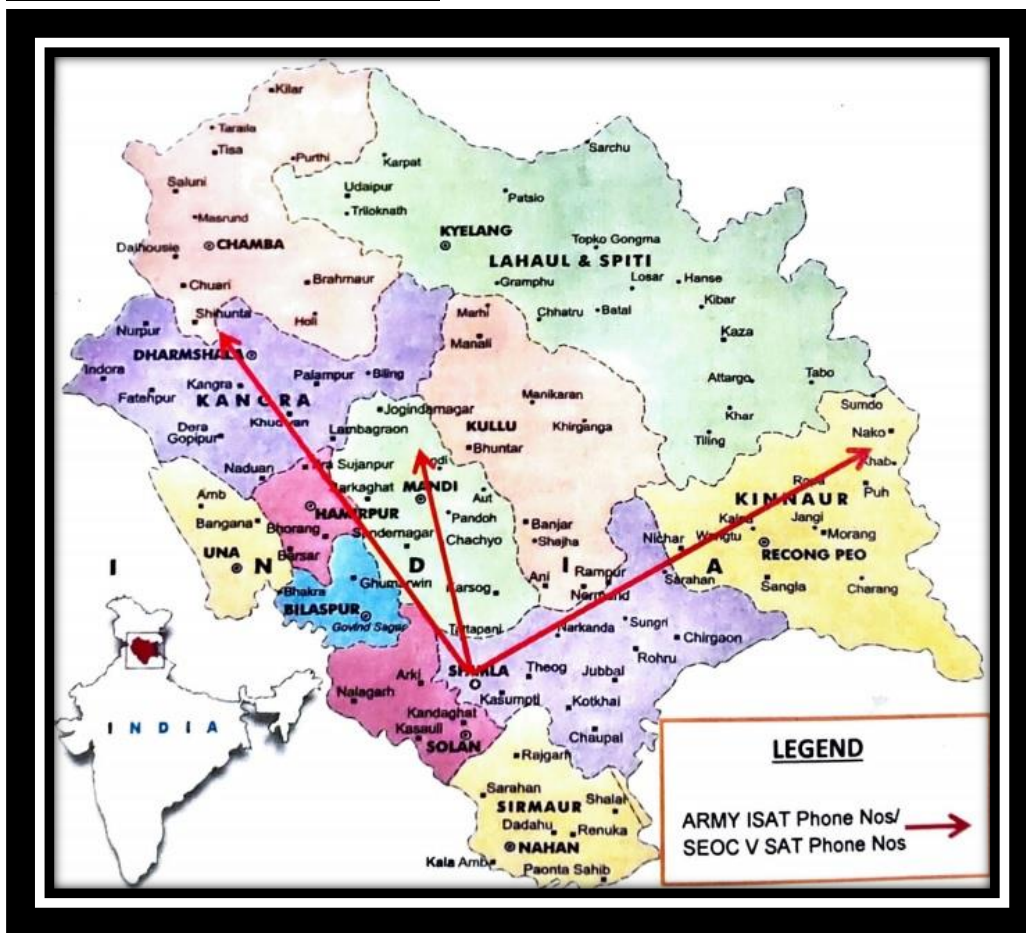 Kilar
Taraila
Tisa
Purthi
Karpat
Sarchu
Saluni
Udaipur
Patsio
Triloknath
Masrund
KYELANG
CHAMBA
Dalhousie
Topko Gongma
LAHAUL & SPITI
Chuari
Brahmaur
Gramphu
Losar
Hanse
Kibar
Shihunta
Holi
Marhi
Chhatru
Batal
Nurpur
Manali
Kaza
DHARMSHALA
Indora
Kangra
Palampur
Biling
Attargo
Tabo
Fatehpur
KANGRA
Manikaran
Jogindarnagar
Sumdo
Khar
Dera
Gopipur
Lambagraon
KULLU
Khirganga
Nako
Bhuntar
Tiling
Naduan
Sujanpur
Khab
Amb
MANDI
Aut
KINNAUR
Puh
Bangana
Bhorang
HAMIRPUR
Pandoh
Banjar
Kalpa
Jangi
Morang
Sundernagar
Chachyo
Shajha
Nichar
Wangtu
RECONG PEO
UNA
Barsar
I N D I A
Ani
Rampur
Sarahan
Sangla
Charang
Bhakra
Ghumarwin
Karsog
Nermand
BILASPUR
Govind Sagar
Tattapani
Narkanda
Sungri
Chirgaon
SHIMLA
Theog
Rohru
Arki
Jubbal
Nalagarh
Kasumpti
Kotkhai
INDIA
Kandaghat
Kasauli
SOLAN
Chaupal
Rajgarh
LEGEND
Sarahan
SIRMAUR
Shalai
ARMY ISAT Phone Nos/
SEOC V SAT Phone Nos
Dadahu
Renuka
NAHAN
Kala Amb
Paonta Sahib